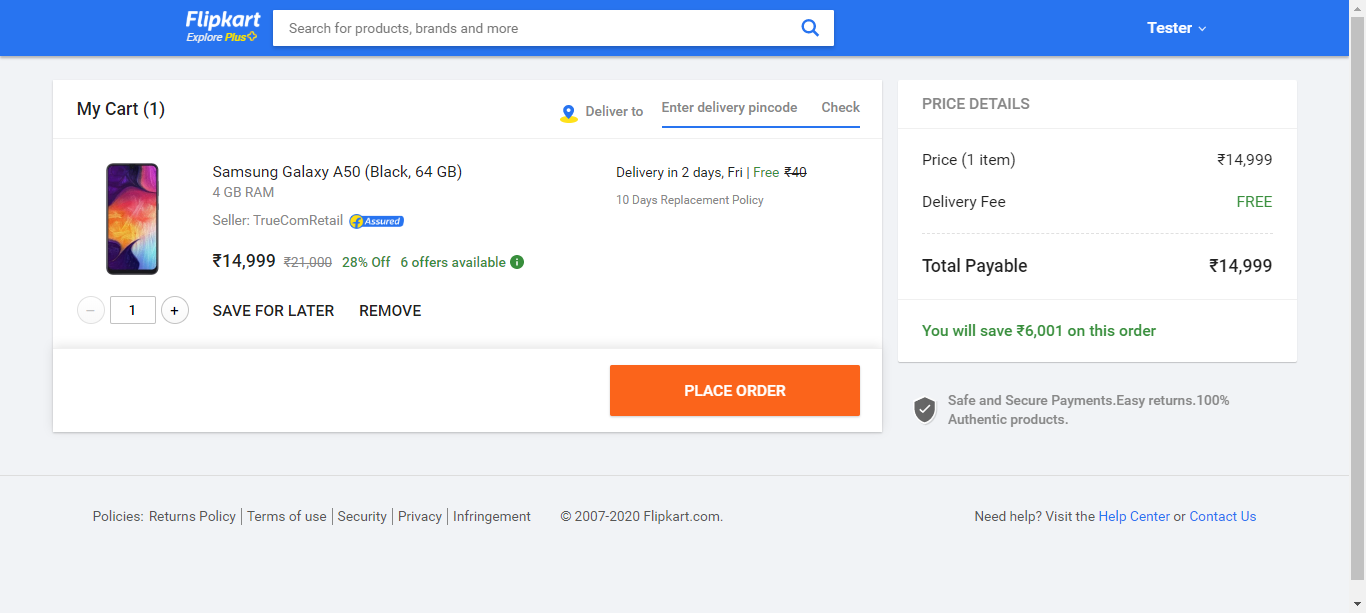 Flipkart
Explore Plus
Search for products, brands and more
Tester
My Cart (1)
Deliver to
Enter delivery pincode
Check
Samsung Galaxy A50 (Black, 64 GB)
4 GB RAM
Seller: TrueComRetail
Assured
₹14,999 ₹21,000 28% Off 6 offers available
Delivery in 2 days, Fri | Free ₹40
10 Days Replacement Policy
1
SAVE FOR LATER
REMOVE
PLACE ORDER
PRICE DETAILS
Price (1 item) ₹14,999
Delivery Fee FREE
Total Payable ₹14,999
You will save ₹6,001 on this order
Safe and Secure Payments.Easy returns.100%
Authentic products.
Policies: Returns Policy | Terms of use | Security | Privacy | Infringement © 2007-2020 Flipkart.com. Need help? Visit the Help Center or Contact Us